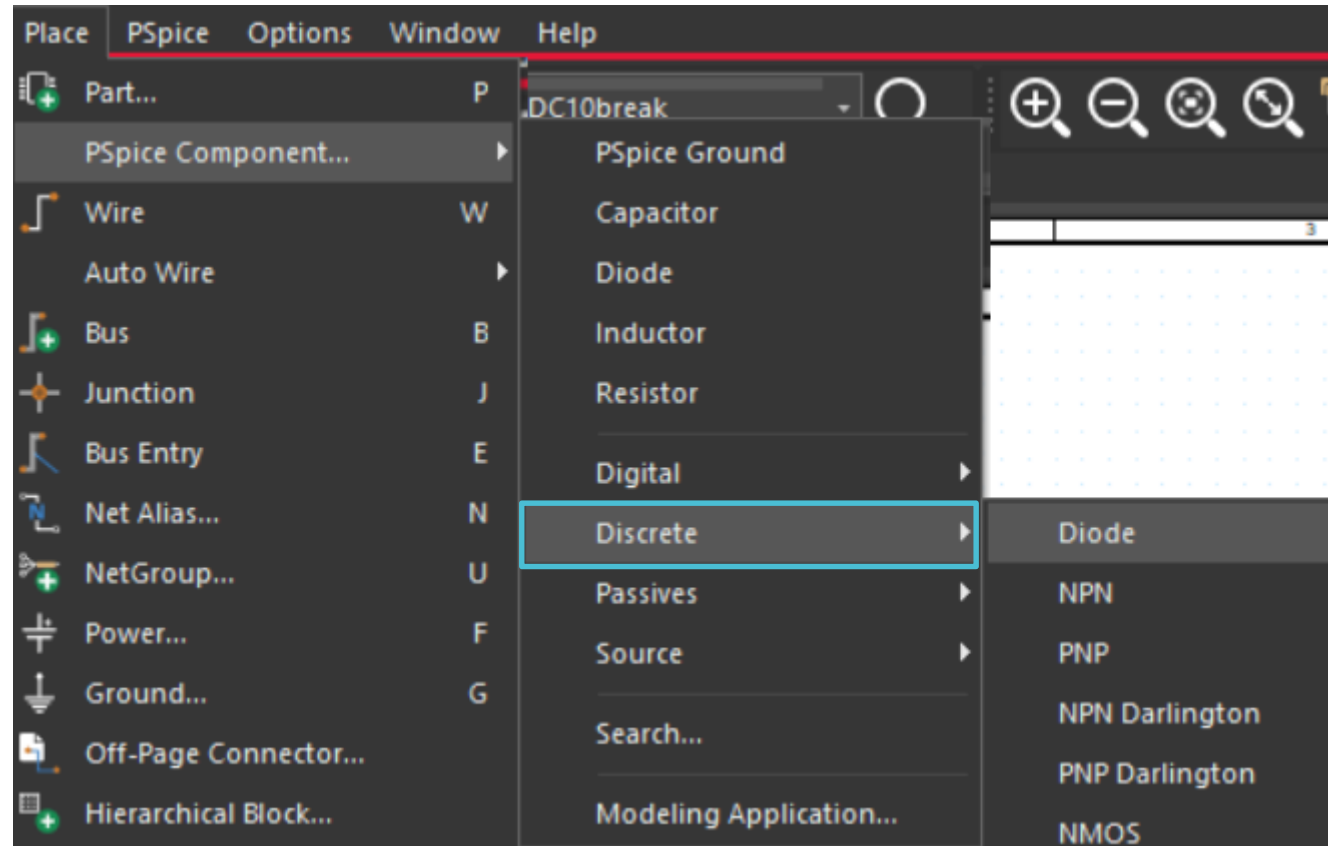 Place PSpice Options Window Help
Part... P
DC10break
PSpice Component...
Wire W
Auto Wire
Bus B
Junction J
Bus Entry E
Net Alias... N
NetGroup... U
Power... F
Ground... G
Off-Page Connector...
Hierarchical Block...
PSpice Ground
Capacitor
Diode
Inductor
Resistor
Digital
Discrete
Passives
Source
Search...
Modeling Application...
3
Diode
NPN
PNP
NPN Darlington
PNP Darlington
NMOS